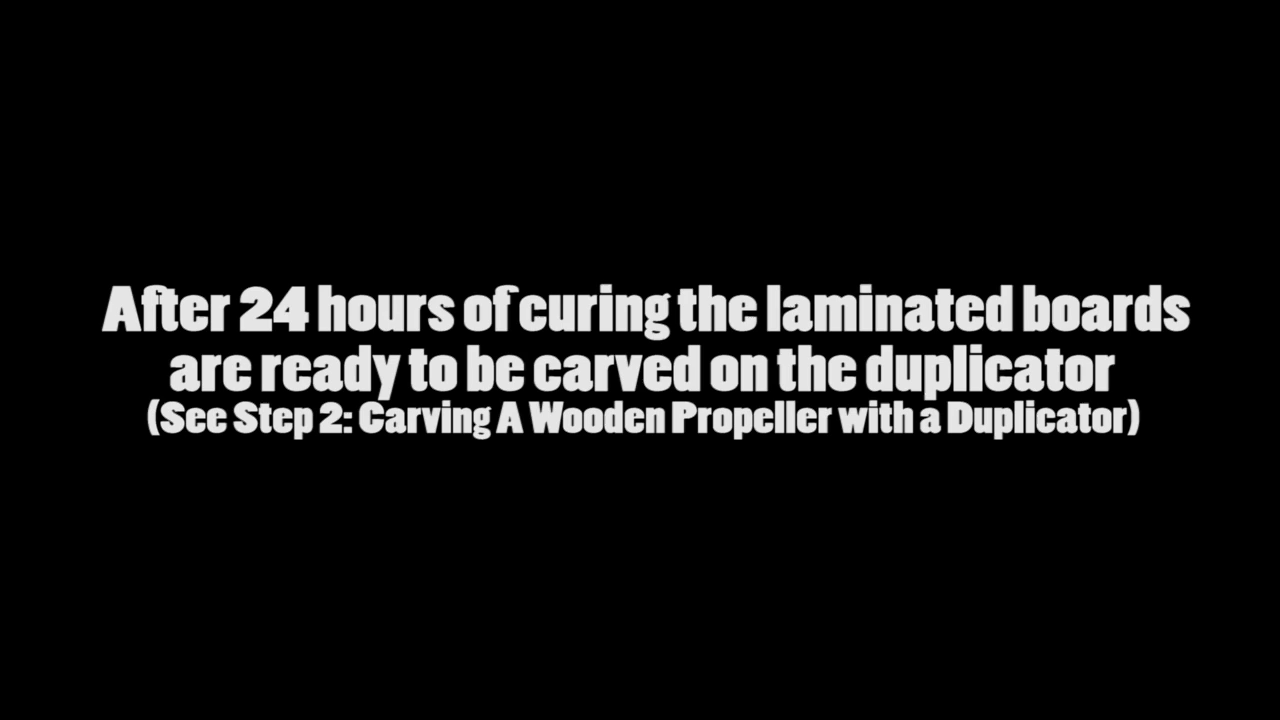 After 24 hours of curing the laminated boards
are ready to be carved on the duplicator
(See Step 2: Carving A Wooden Propeller with a Duplicator)